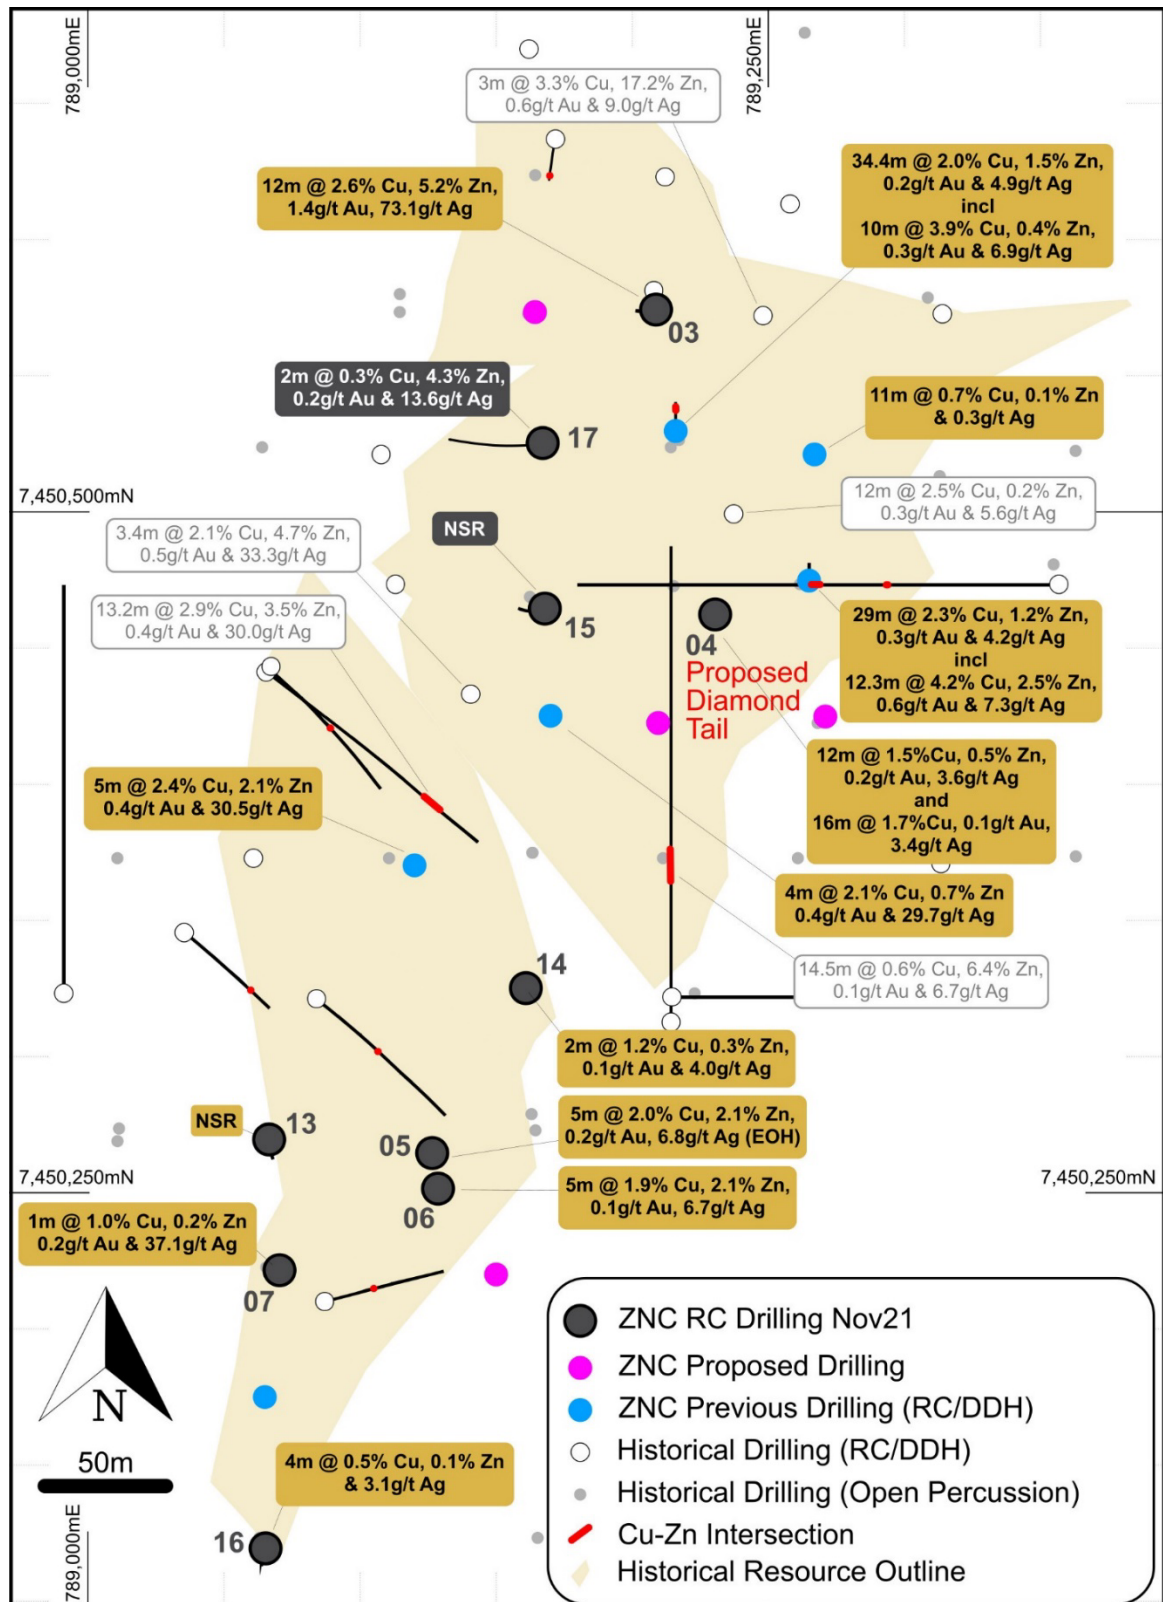 789,000mE
789,250mE
3m @ 3.3% Cu, 17.2% Zn,
0.6g/t Au & 9.0g/t Ag
34.4m @ 2.0% Cu, 1.5% Zn,
0.2g/t Au & 4.9g/t Ag
incl
10m @ 3.9% Cu, 0.4% Zn,
0.3g/t Au & 6.9g/t Ag
12m @ 2.6% Cu, 5.2% Zn,
1.4g/t Au, 73.1g/t Ag
03
2m @ 0.3% Cu, 4.3% Zn,
0.2g/t Au & 13.6g/t Ag
11m @ 0.7% Cu, 0.1% Zn
& 0.3g/t Ag
17
7,450,500mN
12m @ 2.5% Cu, 0.2% Zn,
0.3g/t Au & 5.6g/t Ag
NSR
3.4m @ 2.1% Cu, 4.7% Zn,
0.5g/t Au & 33.3g/t Ag
13.2m @ 2.9% Cu, 3.5% Zn,
0.4g/t Au & 30.0g/t Ag
15
04
Proposed
Diamond
Tail
29m @ 2.3% Cu, 1.2% Zn,
0.3g/t Au & 4.2g/t Ag
incl
12.3m @ 4.2% Cu, 2.5% Zn,
0.6g/t Au & 7.3g/t Ag
12m @ 1.5%Cu, 0.5% Zn,
0.2g/t Au, 3.6g/t Ag
and
16m @ 1.7%Cu, 0.1g/t Au,
3.4g/t Ag
5m @ 2.4% Cu, 2.1% Zn
0.4g/t Au & 30.5g/t Ag
4m @ 2.1% Cu, 0.7% Zn
0.4g/t Au & 29.7g/t Ag
14
14.5m @ 0.6% Cu, 6.4% Zn,
0.1g/t Au & 6.7g/t Ag
2m @ 1.2% Cu, 0.3% Zn,
0.1g/t Au & 4.0g/t Ag
NSR
13
05
5m @ 2.0% Cu, 2.1% Zn,
0.2g/t Au, 6.8g/t Ag (EOH)
7,450,250mN
7,450,250mN
06
5m @ 1.9% Cu, 2.1% Zn,
0.1g/t Au, 6.7g/t Ag
1m @ 1.0% Cu, 0.2% Zn
0.2g/t Au & 37.1g/t Ag
07
N
50m
4m @ 0.5% Cu, 0.1% Zn
& 3.1g/t Ag
16
789,000mE
ZNC RC Drilling Nov21
ZNC Proposed Drilling
ZNC Previous Drilling (RC/DDH)
Historical Drilling (RC/DDH)
Historical Drilling (Open Percussion)
Cu-Zn Intersection
Historical Resource Outline